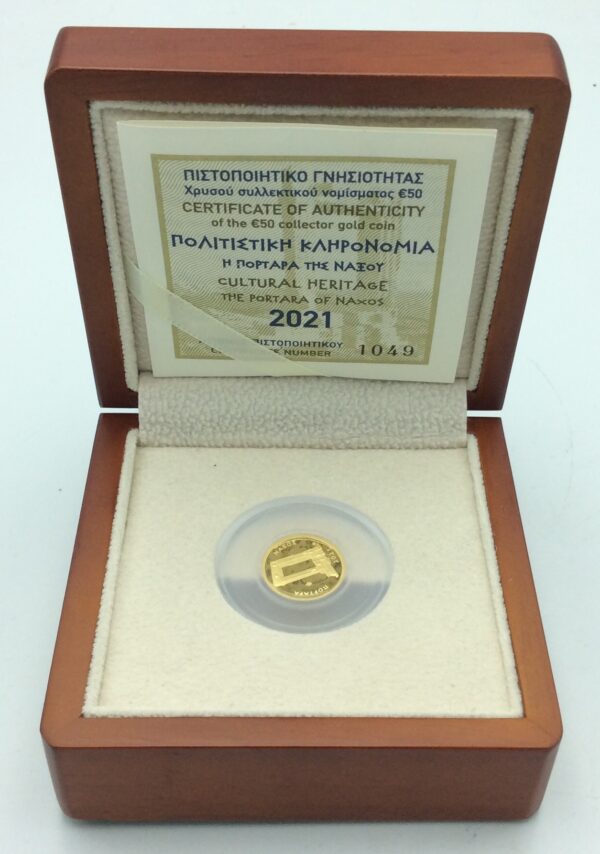 ΠΙΣΤΟΠΟΙΗΤΙΚΟ ΓΝΗΣΙΟΤΗΤΑΣ
Χρυσού συλλεκτικού νομίσματος €50
CERTIFICATE OF AUTHENTICITY
of the €50 collector gold coin
ΠΟΛΙΤΙΣΤΙΚΗ ΚΛΗΡΟΝΟΜΙΑ
Η ΠΟΡΤΑΡΑ ΤΗΣ ΝΑΞΟΥ
CULTURAL HERITAGE
THE PORTARA OF NAXOS
2021
ΠΙΣΤΟΠΟΙΗΤΙΚΟΥ
NUMBER 1049
ΠΟΡΤΑΡΑ